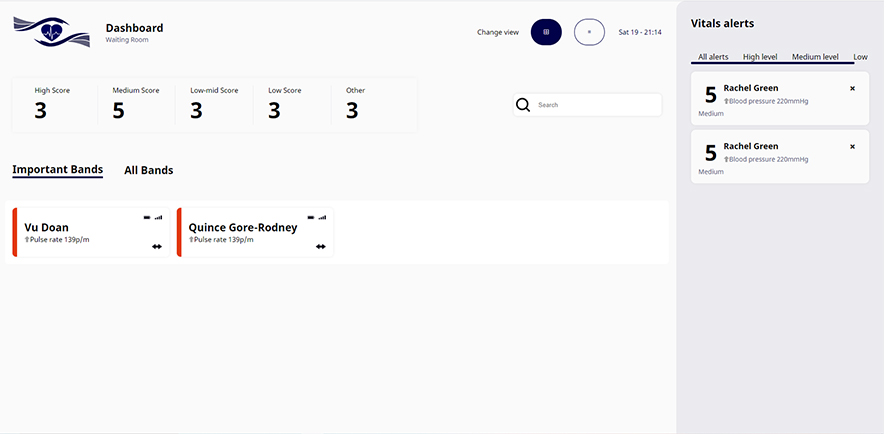 Dashboard
Waiting Room
Change view
Sat 19 - 21:14
High Score
3
Medium Score
5
Low-mid Score
3
Low Score
3
Other
3
Search
Important Bands
All Bands
Vu Doan
⇧Pulse rate 139p/m
Quince Gore-Rodney
⇧Pulse rate 139p/m
Vitals alerts
All alerts High level Medium level Low
5
Rachel Green
⇧Blood pressure 220mmHg
Medium
5
Rachel Green
⇧Blood pressure 220mmHg
Medium